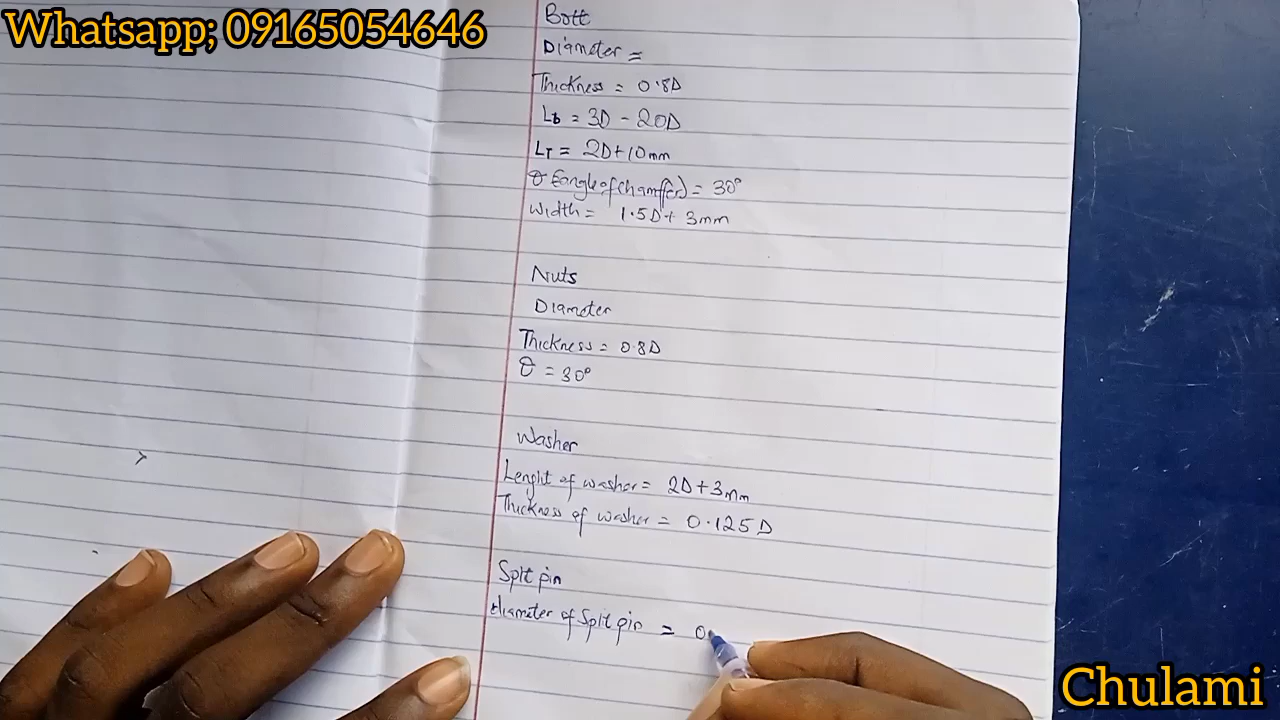 Whatsapp; 09165054646
Bolt
Diameter =
Thickness = 0.8D
Lb = 3D - 20D
LT = 2D+10mm
θ (angle of chamffer) = 30°
Width = 1.5D + 3mm
Nuts
Diameter
Thickness = 0.8D
θ = 30°
Washer
Lenght of washer = 2D+3mm
Thickness of washer = 0.125D
Split pin
diameter of Split pin = 0.
Chulami